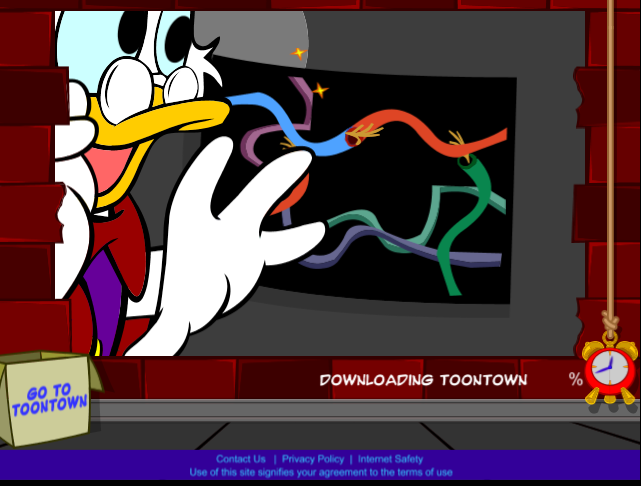 DOWNLOADING TOONTOWN %
GO TO
TOONTOWN
Contact Us | Privacy Policy | Internet Safety
Use of this site signifies your agreement to the terms of use